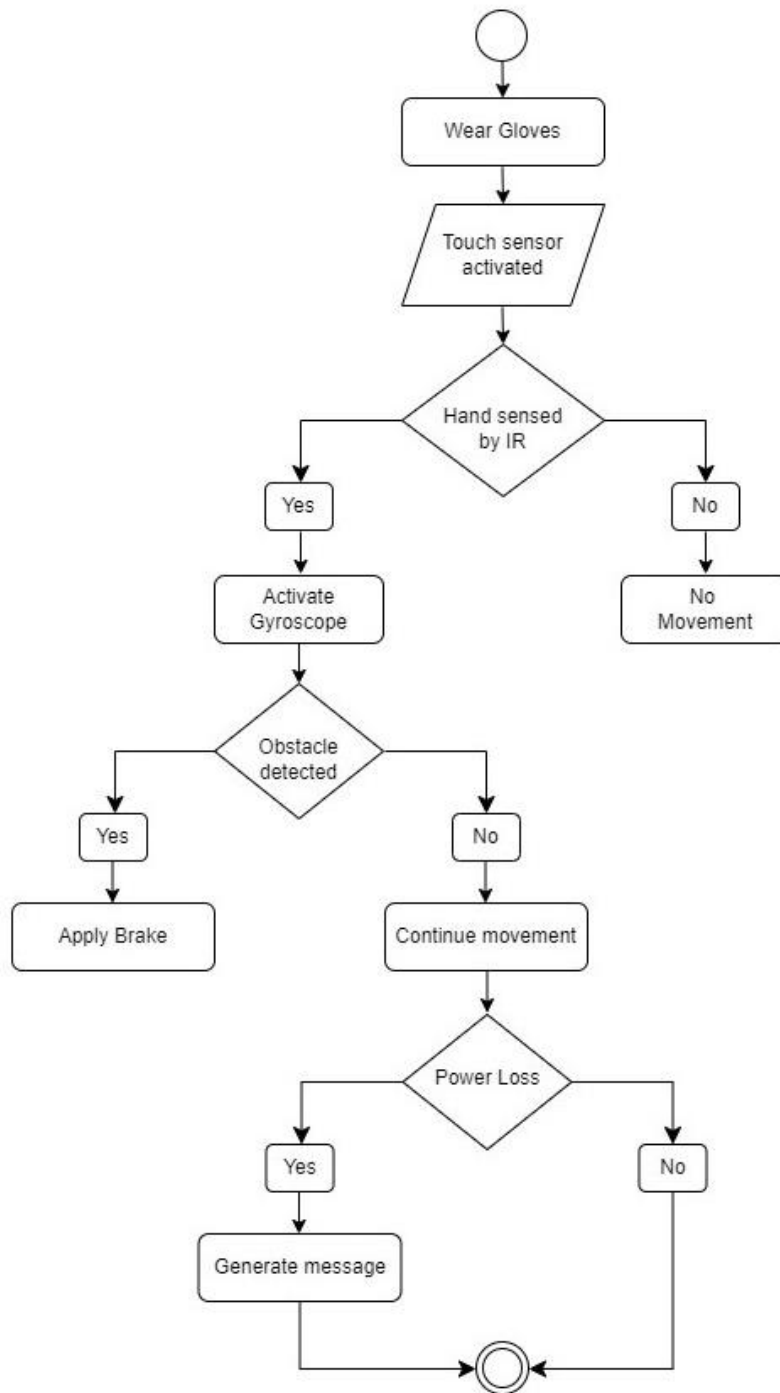 Wear Gloves
Touch sensor
activated
Hand sensed
by IR
Yes
No
Activate
Gyroscope
No
Movement
Obstacle
detected
Yes
No
Apply Brake
Continue movement
Power Loss
Yes
No
Generate message